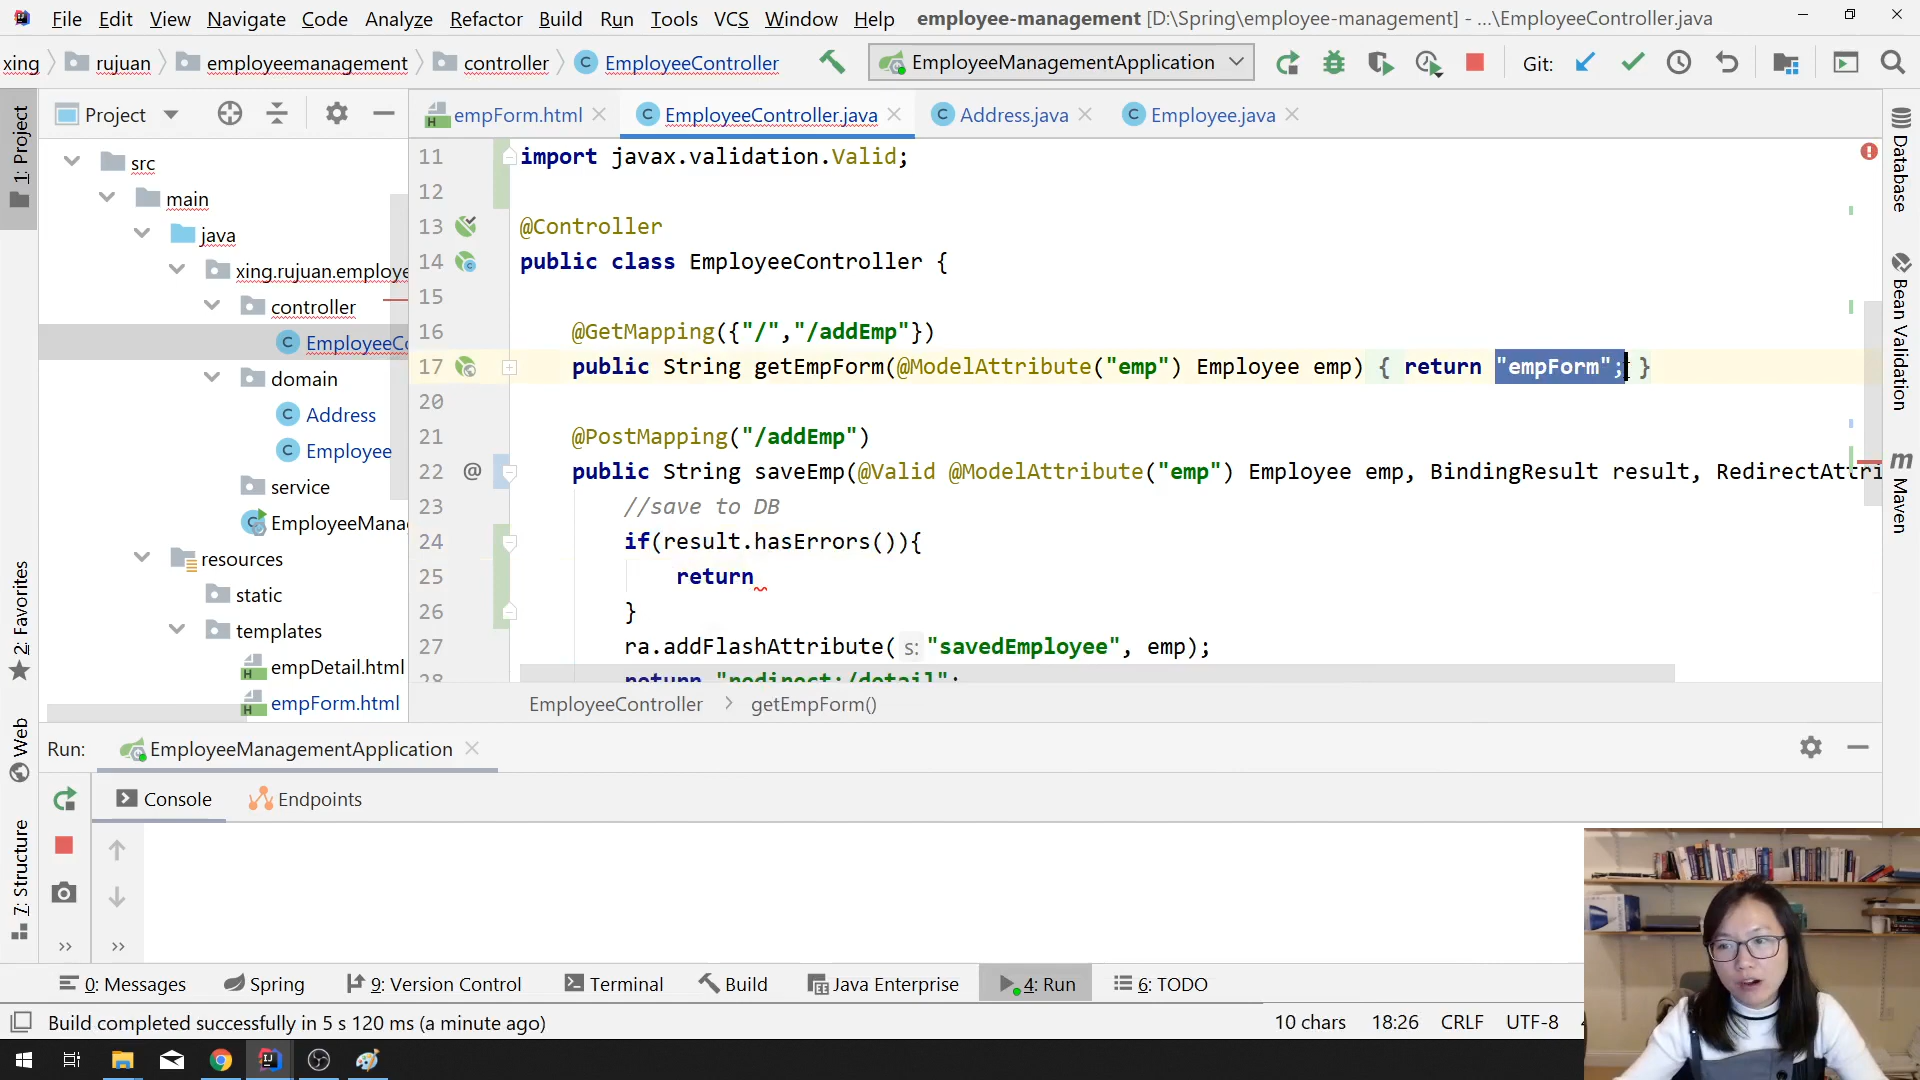 File Edit View Navigate Code Analyze Refactor Build Run Tools VCS Window Help employee-management [D:\Spring\employee-management] - ...\EmployeeController.java
xing rujuan employeemanagement controller EmployeeController EmployeeManagementApplication Git:
1: Project
Project
empForm.html EmployeeController.java Address.java Employee.java
src
main
java
xing.rujuan.employe
controller
EmployeeCo
domain
Address
Employee
service
EmployeeMana
resources
static
templates
empDetail.html
empForm.html
11 import javax.validation.Valid;
12
13 @Controller
14 public class EmployeeController {
15
16 @GetMapping({"/","/addEmp"})
17 public String getEmpForm(@ModelAttribute("emp") Employee emp) { return "empForm"; }
20
21 @PostMapping("/addEmp")
22 @ public String saveEmp(@Valid @ModelAttribute("emp") Employee emp, BindingResult result, RedirectAttri
23 //save to DB
24 if(result.hasErrors()){
25 return
26 }
27 ra.addFlashAttribute( s: "savedEmployee", emp);
28 return "redirect:/detail";
EmployeeController > getEmpForm()
Database
Bean Validation
m Maven
2: Favorites
Web
7: Structure
Run: EmployeeManagementApplication
Console Endpoints
0: Messages Spring 9: Version Control Terminal Build Java Enterprise 4: Run 6: TODO
Build completed successfully in 5 s 120 ms (a minute ago) 10 chars 18:26 CRLF UTF-8